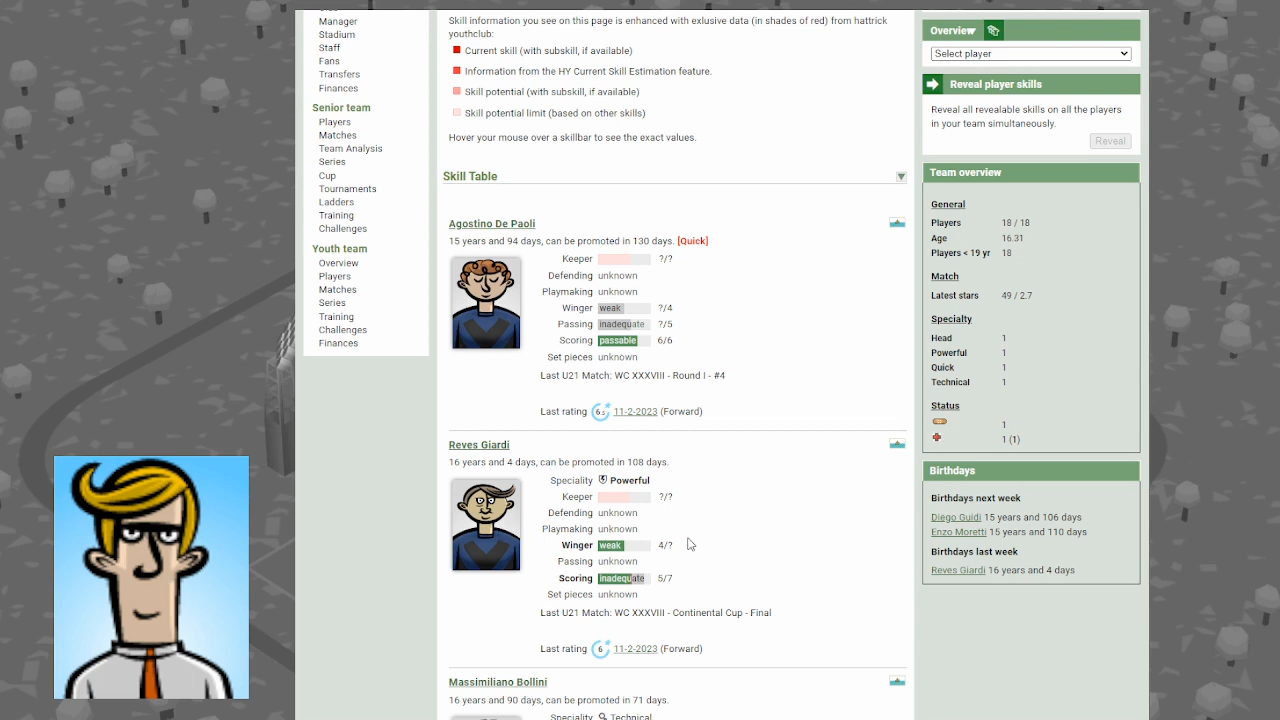 Manager
Stadium
Staff
Fans
Transfers
Finances
Senior team
Players
Matches
Team Analysis
Series
Cup
Tournaments
Ladders
Training
Challenges
Youth team
Overview
Players
Matches
Series
Training
Challenges
Finances
Skill information you see on this page is enhanced with exlusive data (in shades of red) from hattrick
youthclub:
Current skill (with subskill, if available)
Information from the HY Current Skill Estimation feature.
Skill potential (with subskill, if available)
Skill potential limit (based on other skills)
Hover your mouse over a skillbar to see the exact values.
Skill Table
Agostino De Paoli
15 years and 94 days, can be promoted in 130 days. [Quick]
Keeper ?/?
Defending unknown
Playmaking unknown
Winger weak ?/4
Passing inadequate ?/5
Scoring passable 6/6
Set pieces unknown
Last U21 Match: WC XXXVIII - Round I - #4
Last rating 6.5 11-2-2023 (Forward)
Reves Giardi
16 years and 4 days, can be promoted in 108 days.
Speciality Powerful
Keeper ?/?
Defending unknown
Playmaking unknown
Winger weak 4/?
Passing unknown
Scoring inadequate 5/7
Set pieces unknown
Last U21 Match: WC XXXVIII - Continental Cup - Final
Last rating 6 11-2-2023 (Forward)
Massimiliano Bollini
16 years and 90 days, can be promoted in 71 days.
Speciality Technical
Overview
Select player
Reveal player skills
Reveal all revealable skills on all the players
in your team simultaneously.
Reveal
Team overview
General
Players 18 / 18
Age 16.31
Players < 19 yr 18
Match
Latest stars 49 / 2.7
Specialty
Head 1
Powerful 1
Quick 1
Technical 1
Status
1
1 (1)
Birthdays
Birthdays next week
Diego Guidi 15 years and 106 days
Enzo Moretti 15 years and 110 days
Birthdays last week
Reves Giardi 16 years and 4 days